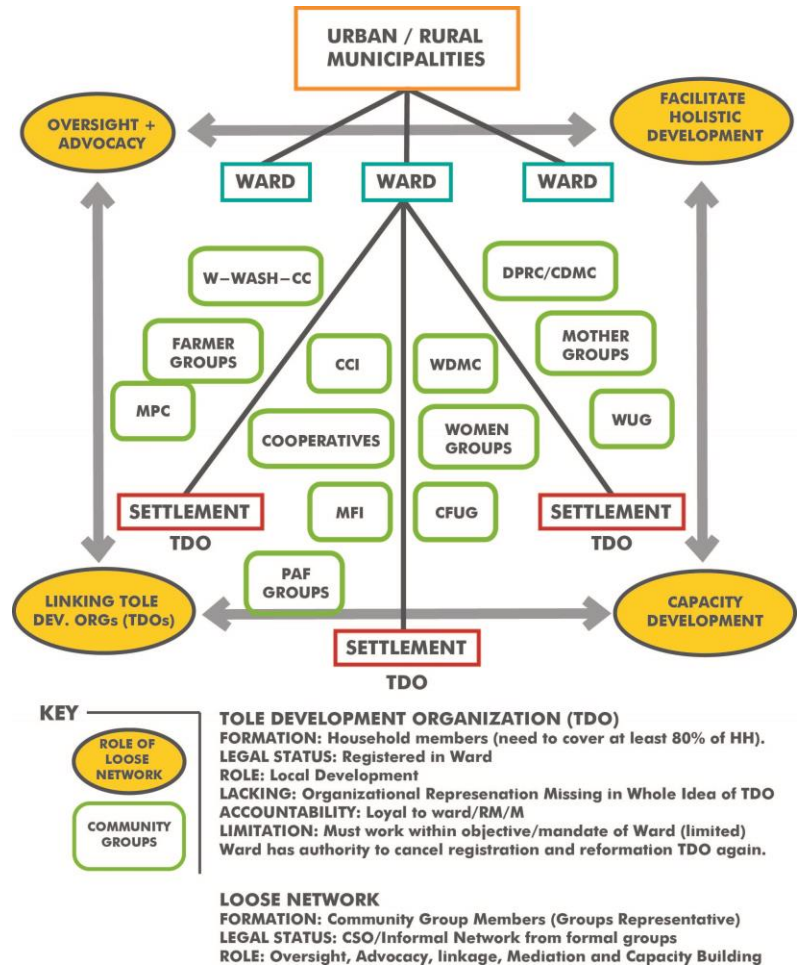 URBAN / RURAL
MUNICIPALITIES
OVERSIGHT +
ADVOCACY
FACILITATE
HOLISTIC
DEVELOPMENT
WARD
WARD
WARD
W-WASH-CC
DPRC/CDMC
FARMER
GROUPS
CCI
WDMC
MOTHER
GROUPS
MPC
COOPERATIVES
WOMEN
GROUPS
WUG
SETTLEMENT
TDO
MFI
CFUG
SETTLEMENT
TDO
PAF
GROUPS
LINKING TOLE
DEV. ORGs (TDOs)
CAPACITY
DEVELOPMENT
SETTLEMENT
TDO
KEY
ROLE OF
LOOSE
NETWORK
COMMUNITY
GROUPS
TOLE DEVELOPMENT ORGANIZATION (TDO)
FORMATION: Household members (need to cover at least 80% of HH).
LEGAL STATUS: Registered in Ward
ROLE: Local Development
LACKING: Organizational Represenation Missing in Whole Idea of TDO
ACCOUNTABILITY: Loyal to ward/RM/M
LIMITATION: Must work within objective/mandate of Ward (limited)
Ward has authority to cancel registration and reformation TDO again.
LOOSE NETWORK
FORMATION: Community Group Members (Groups Representative)
LEGAL STATUS: CSO/Informal Network from formal groups
ROLE: Oversight, Advocacy, linkage, Mediation and Capacity Building